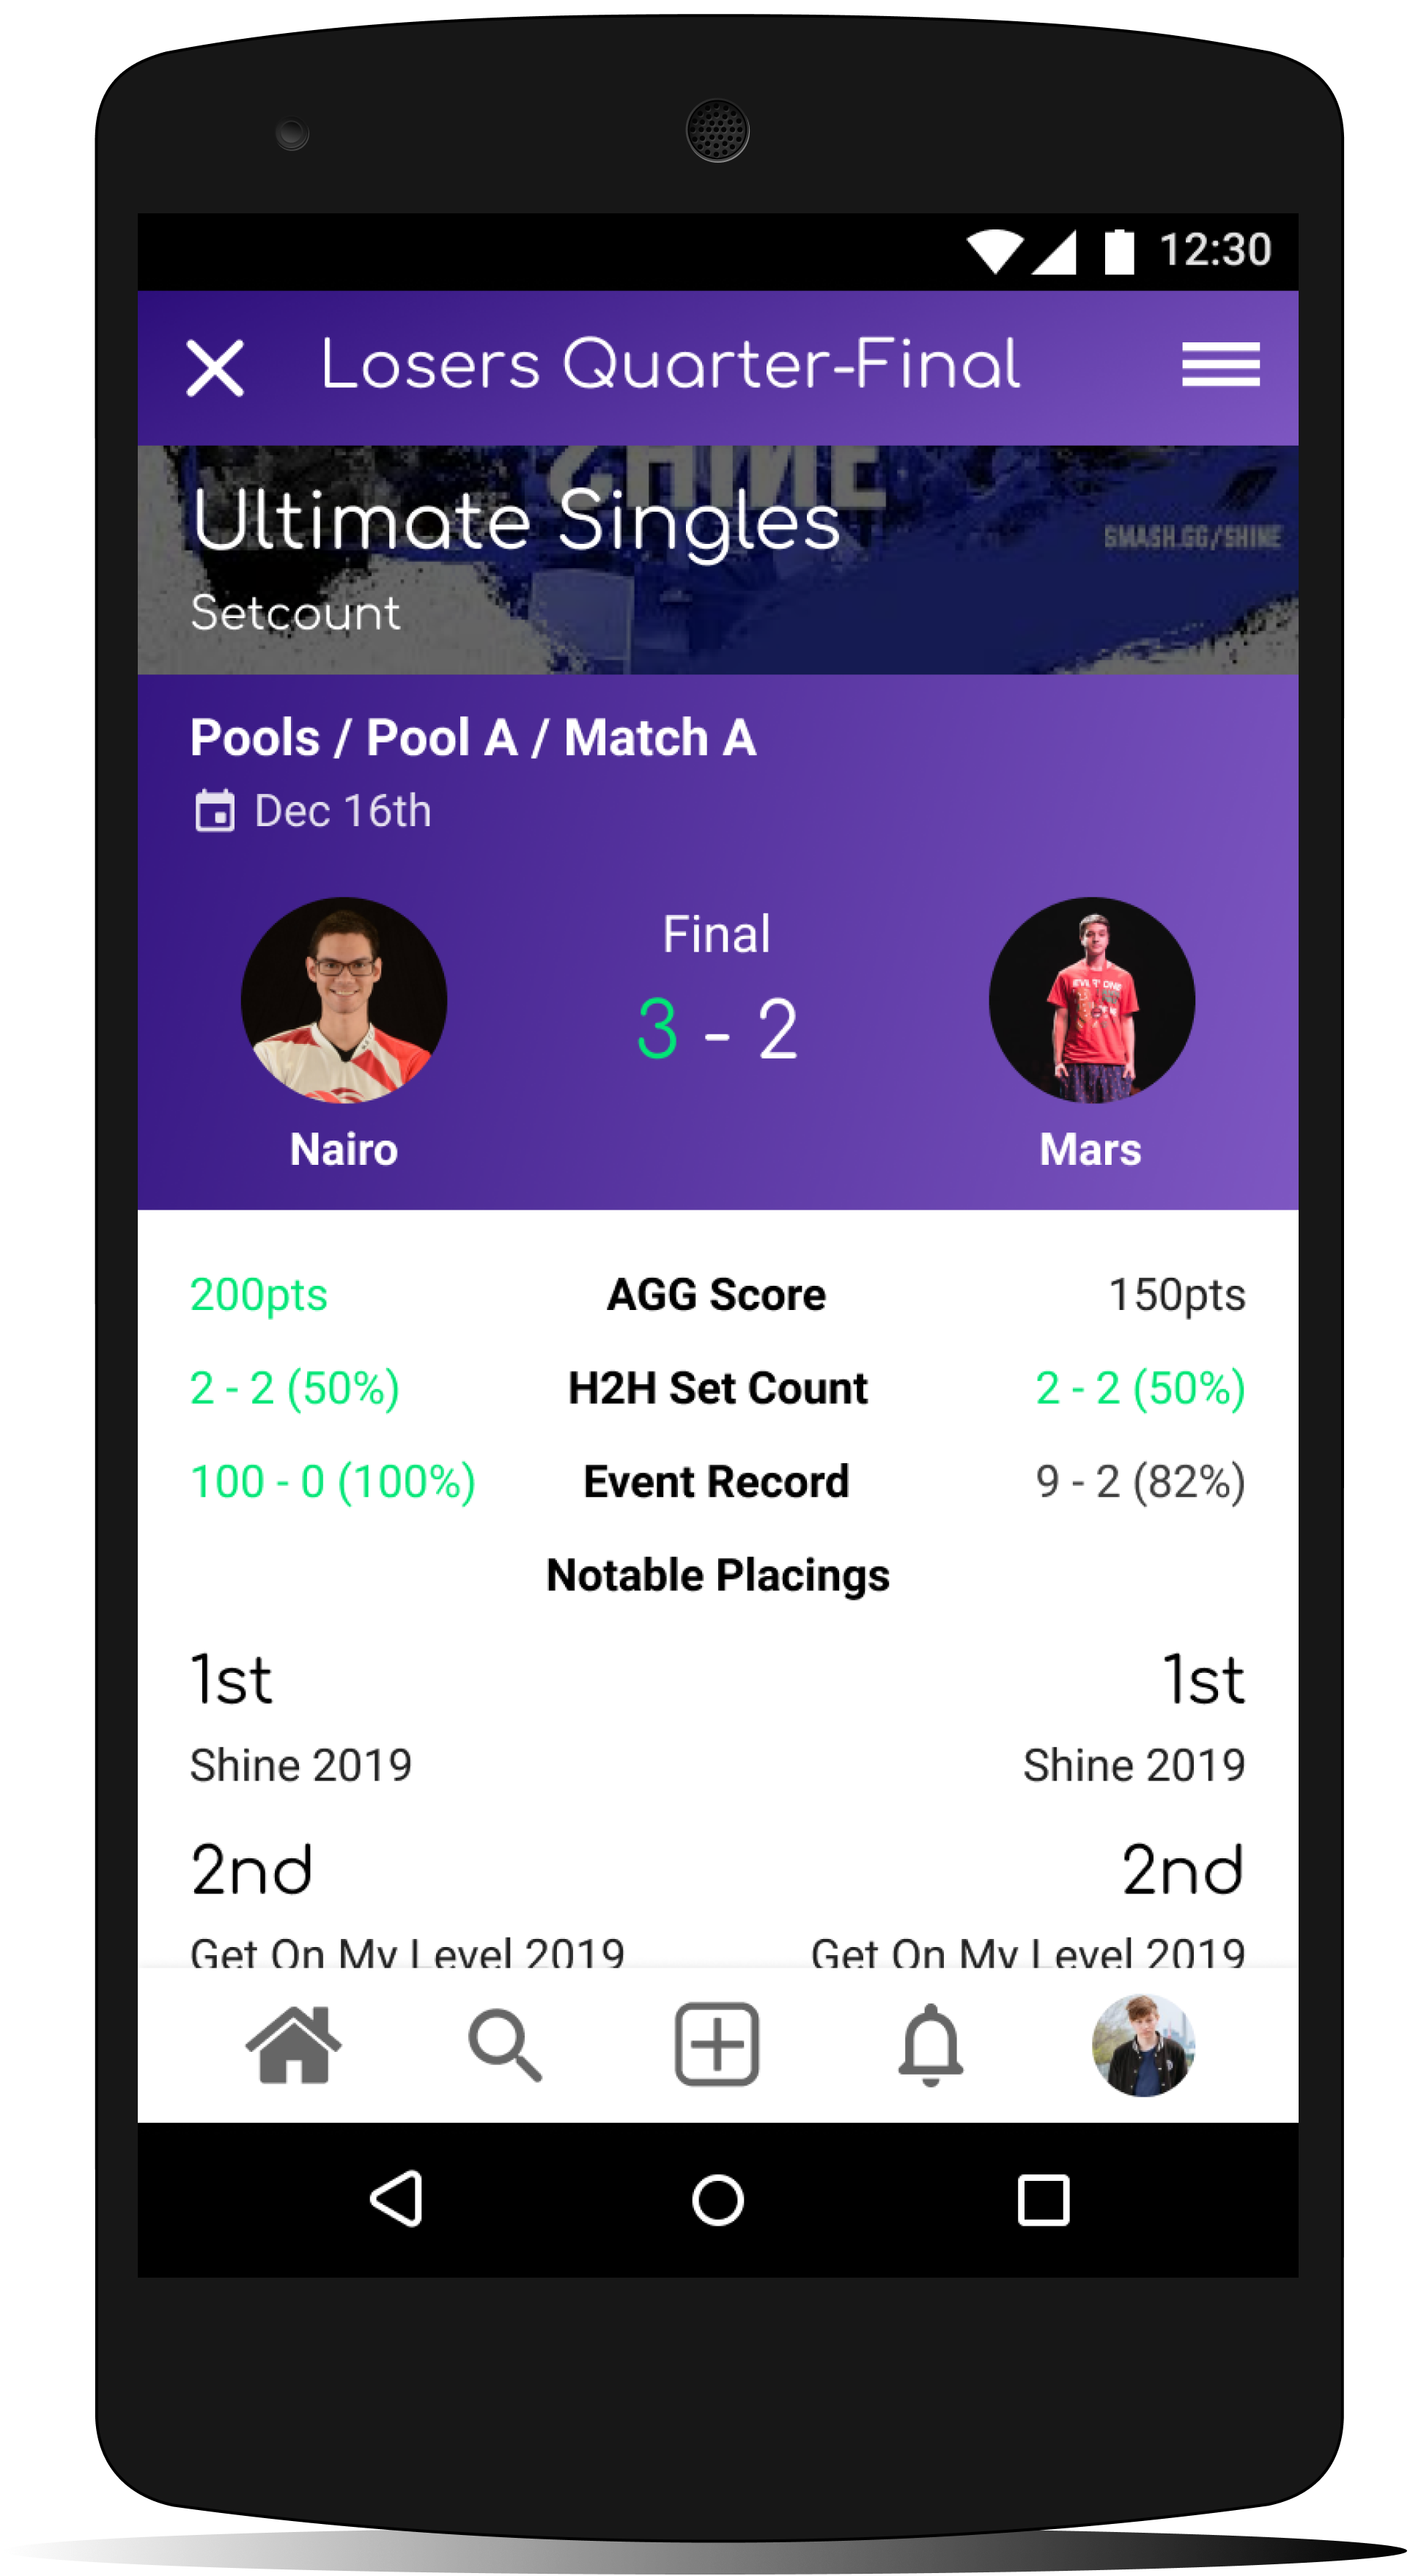 12:30
Losers Quarter-Final
SHINE
Ultimate Singles
SMASH.GG/SHINE
Setcount
Pools / Pool A / Match A
Dec 16th
Final
3 - 2
Nairo
Mars
200pts AGG Score 150pts
2 - 2 (50%) H2H Set Count 2 - 2 (50%)
100 - 0 (100%) Event Record 9 - 2 (82%)
Notable Placings
1st 1st
Shine 2019 Shine 2019
2nd 2nd
Get On My Level 2019 Get On My Level 2019